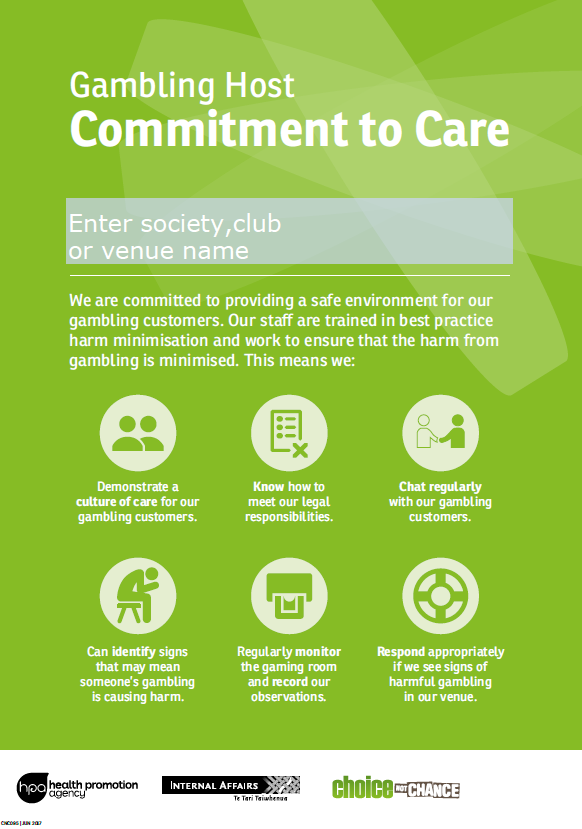 Gambling Host
Commitment to Care
Enter society,club
or venue name
We are committed to providing a safe environment for our
gambling customers. Our staff are trained in best practice
harm minimisation and work to ensure that the harm from
gambling is minimised. This means we:
Demonstrate a
culture of care for our
gambling customers.
Know how to
meet our legal
responsibilities.
Chat regularly
with our gambling
customers.
Can identify signs
that may mean
someone's gambling
is causing harm.
Regularly monitor
the gaming room
and record our
observations.
Respond appropriately
if we see signs of
harmful gambling
in our venue.
hpa health promotion
agency
INTERNAL AFFAIRS
Te Tari Taiwhenua
choice NOT CHANCE
CNC095 | JUN 2017